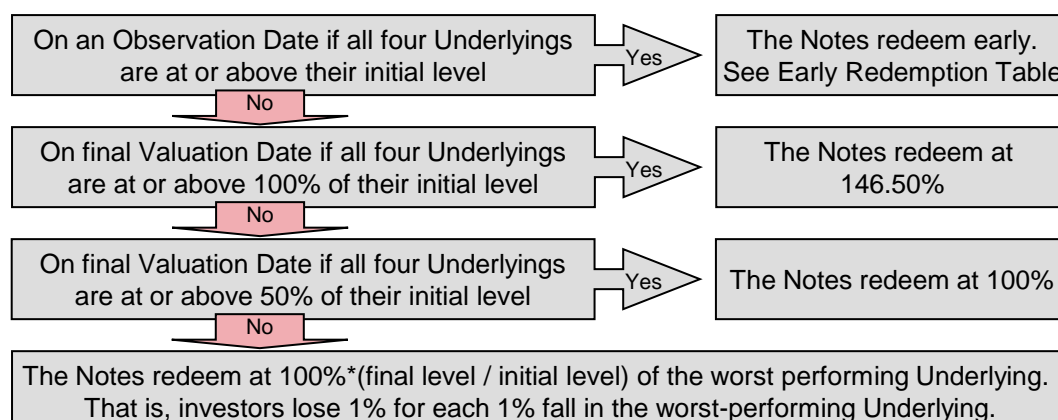 On an Observation Date if all four Underlyings
are at or above their initial level
Yes
The Notes redeem early.
See Early Redemption Table
No
On final Valuation Date if all four Underlyings
are at or above 100% of their initial level
Yes
The Notes redeem at
146.50%
No
On final Valuation Date if all four Underlyings
are at or above 50% of their initial level
Yes
The Notes redeem at 100%
No
The Notes redeem at 100%*(final level / initial level) of the worst performing Underlying.
That is, investors lose 1% for each 1% fall in the worst-performing Underlying.